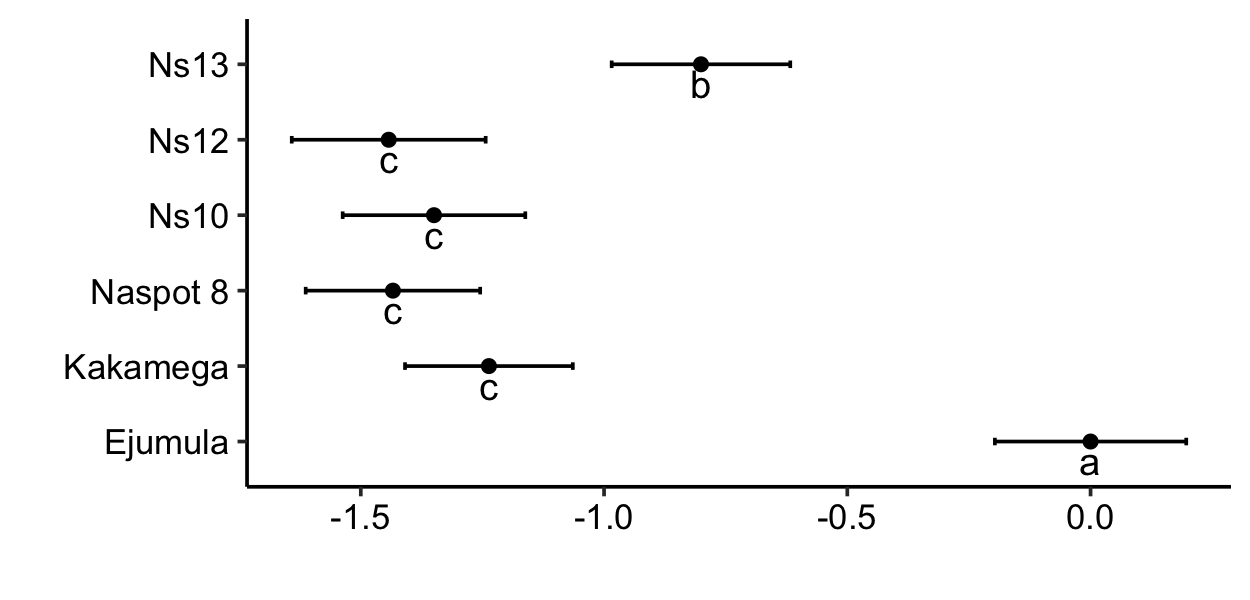 Ns13
b
Ns12
c
Ns10
c
Naspot 8
c
Kakamega
c
Ejumula
a
-1.5 -1.0 -0.5 0.0